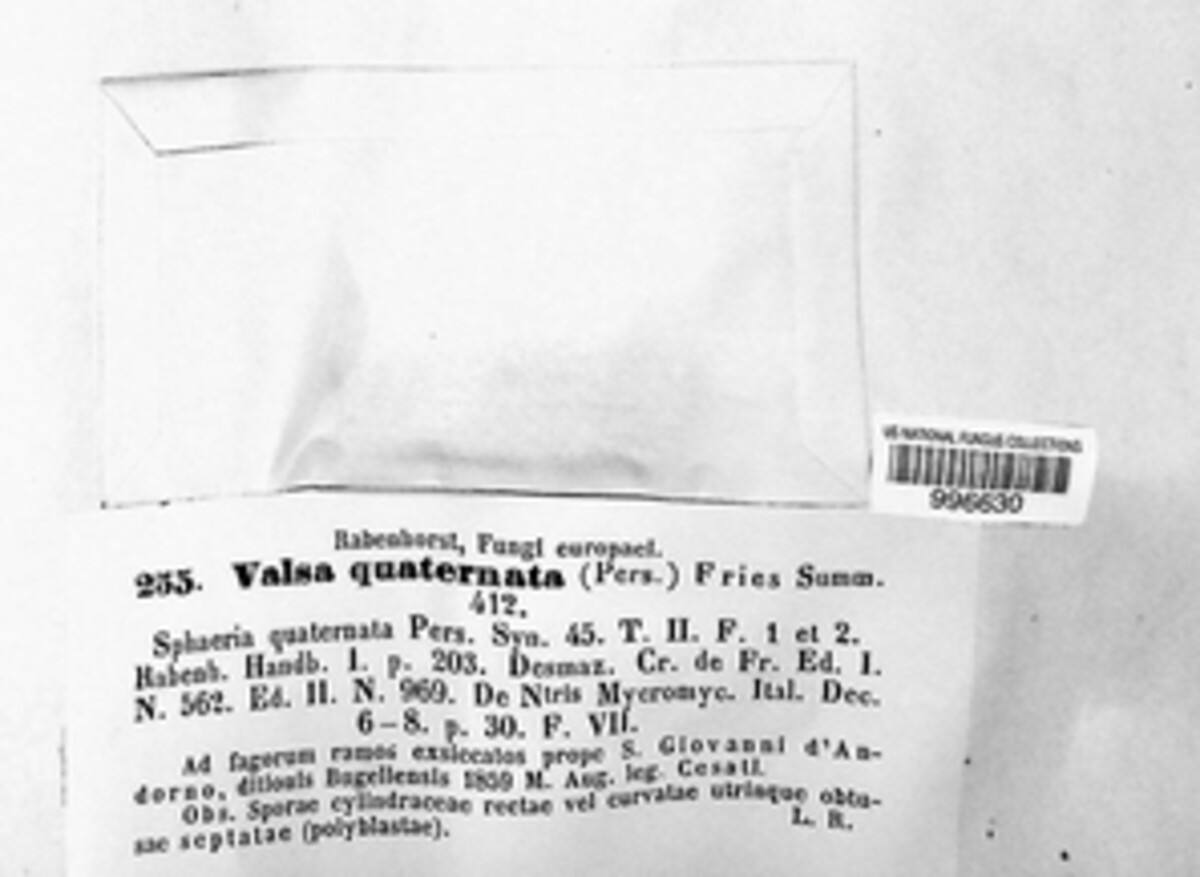 US NATIONAL FUNGUS COLLECTIONS
996630
Rabenhorst, Fungi europaei.
255. Valsa quaternata (Pers.) Fries Summ.
412.
Sphaeria quaternata Pers. Syn. 45. T. II. F. 1 et 2.
Rabenh. Handb. I. p. 203. Desmaz. Cr. de Fr. Ed. I.
N. 562. Ed. II. N. 969. De Ntris Mycromyc. Ital. Dec.
6–8. p. 30. F. VII.
Ad fagorum ramos exsiccatos prope S. Giovanni d'An-
dorno, ditionis Bugellensis 1859 M. Aug. leg. Cesati.
Obs. Sporae cylindraceae rectae vel curvatae utrinque obtu-
sae septatae (polyblastae).
L. R.